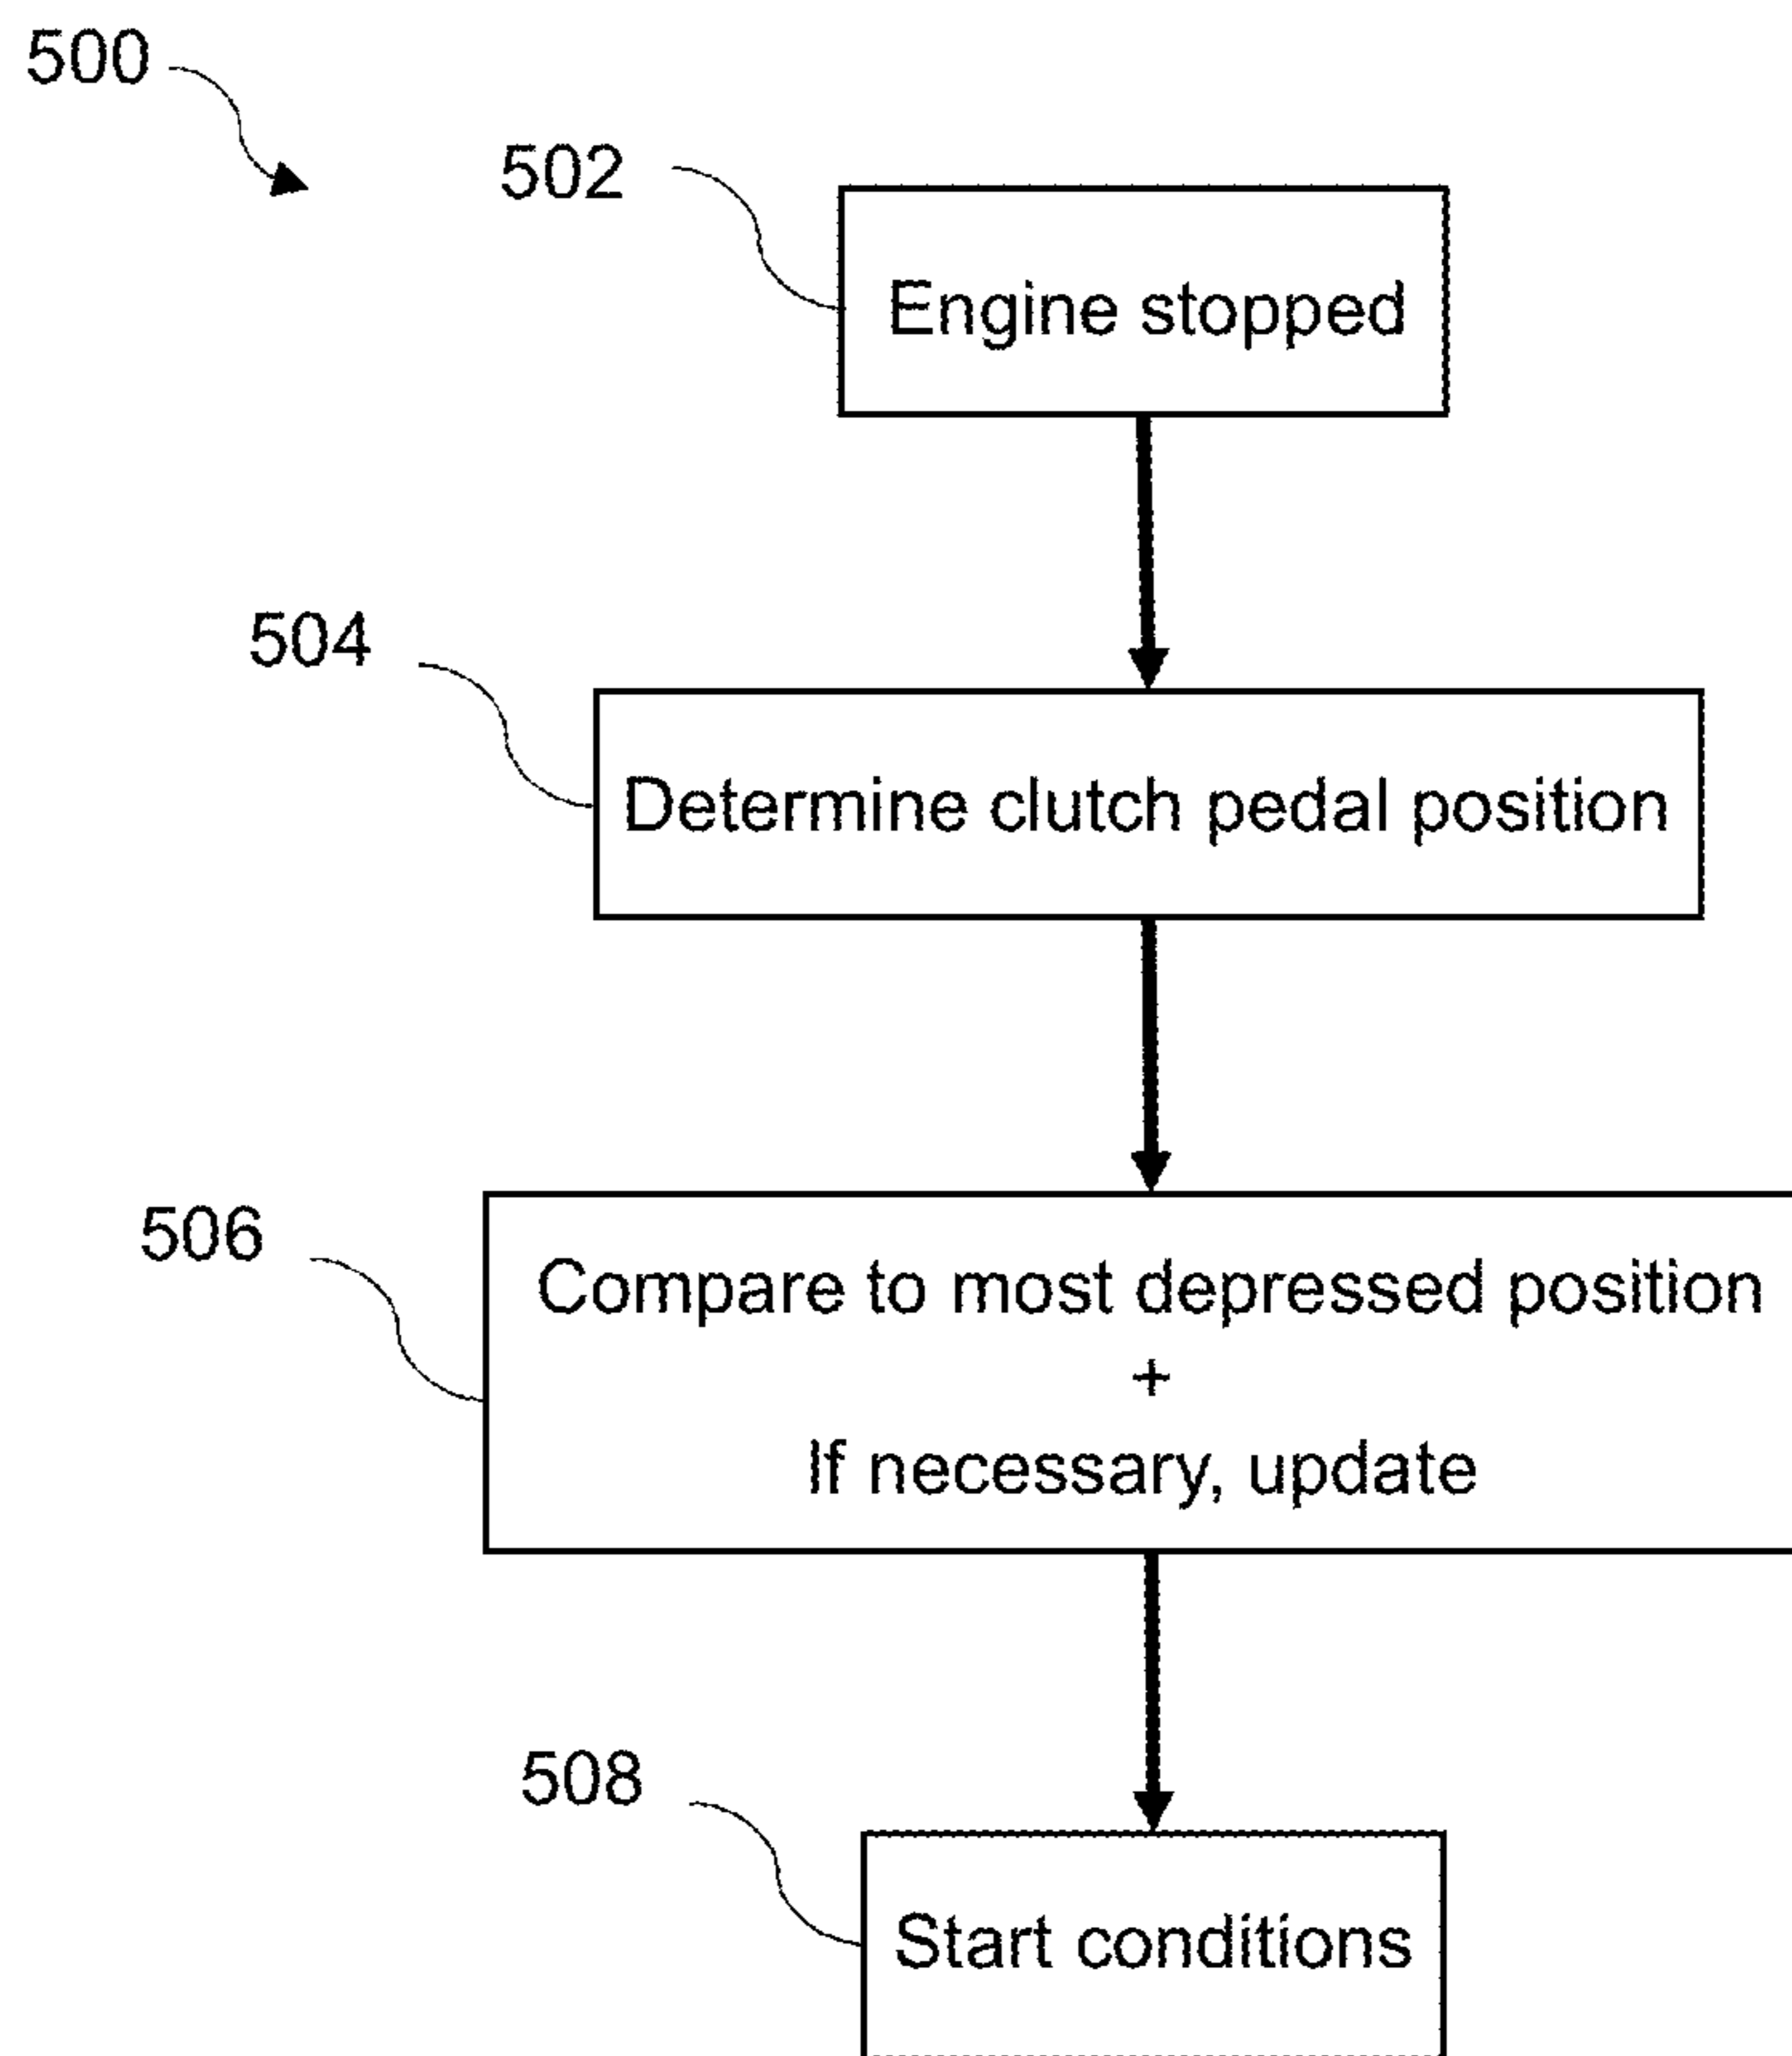 500
502
Engine stopped
504
Determine clutch pedal position
506
Compare to most depressed position
+
If necessary, update
508
Start conditions